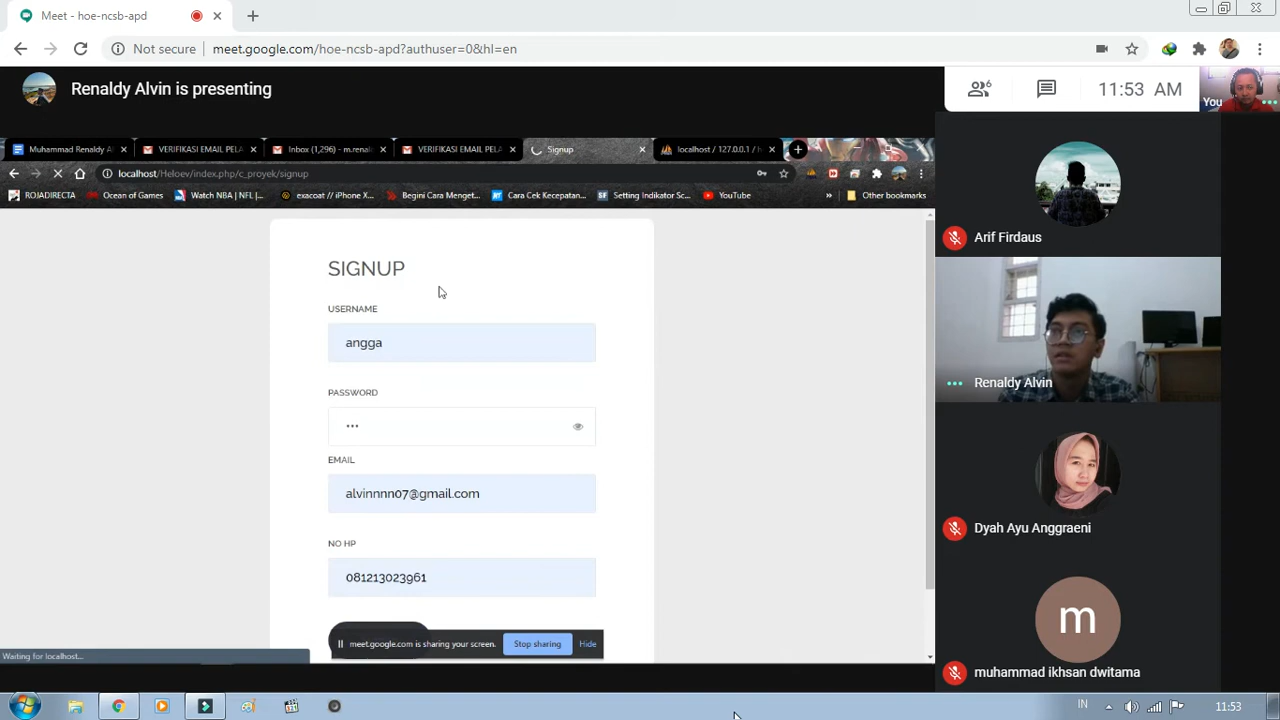 Meet - hoe-ncsb-apd
Not secure
meet.google.com/hoe-ncsb-apd?authuser=0&hl=en
Renaldy Alvin is presenting
6
11:53 AM
You
Muhammad Renaldy A
VERIFIKASI EMAIL PELA
Inbox (1,296) - m.renal
VERIFIKASI EMAIL PELA
Signup
localhost / 127.0.0.1 / h
localhost/Heloev/index.php/c_proyek/signup
ROJADIRECTA
Ocean of Games
Watch NBA | NFL |...
exacoat // iPhone X...
Begini Cara Menget...
Cara Cek Kecepatan...
SF
Setting Indikator Sc...
YouTube
»
Other bookmarks
SIGNUP
USERNAME
angga
PASSWORD
•••
EMAIL
alvinnnn07@gmail.com
NO HP
081213023961
meet.google.com is sharing your screen.
Stop sharing
Hide
Waiting for localhost...
Arif Firdaus
Renaldy Alvin
Dyah Ayu Anggraeni
m
muhammad ikhsan dwitama
IN
11:53